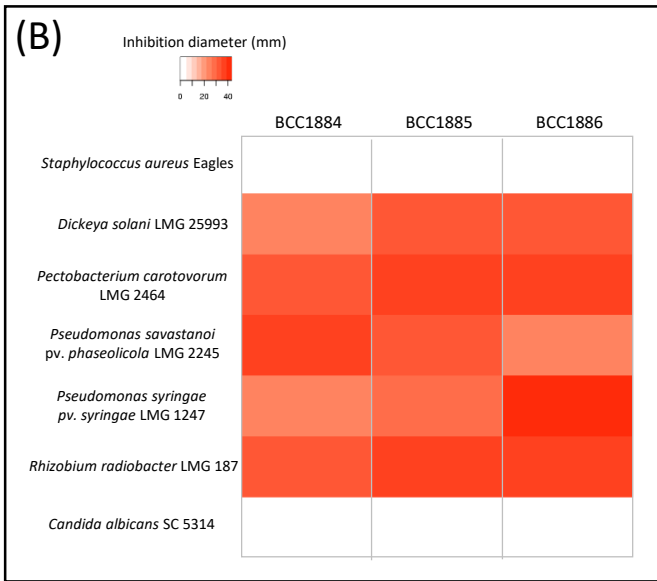 (B)
Inhibition diameter (mm)
0 20 40
BCC1884 BCC1885 BCC1886
Staphylococcus aureus Eagles
Dickeya solani LMG 25993
Pectobacterium carotovorum
LMG 2464
Pseudomonas savastanoi
pv. phaseolicola LMG 2245
Pseudomonas syringae
pv. syringae LMG 1247
Rhizobium radiobacter LMG 187
Candida albicans SC 5314